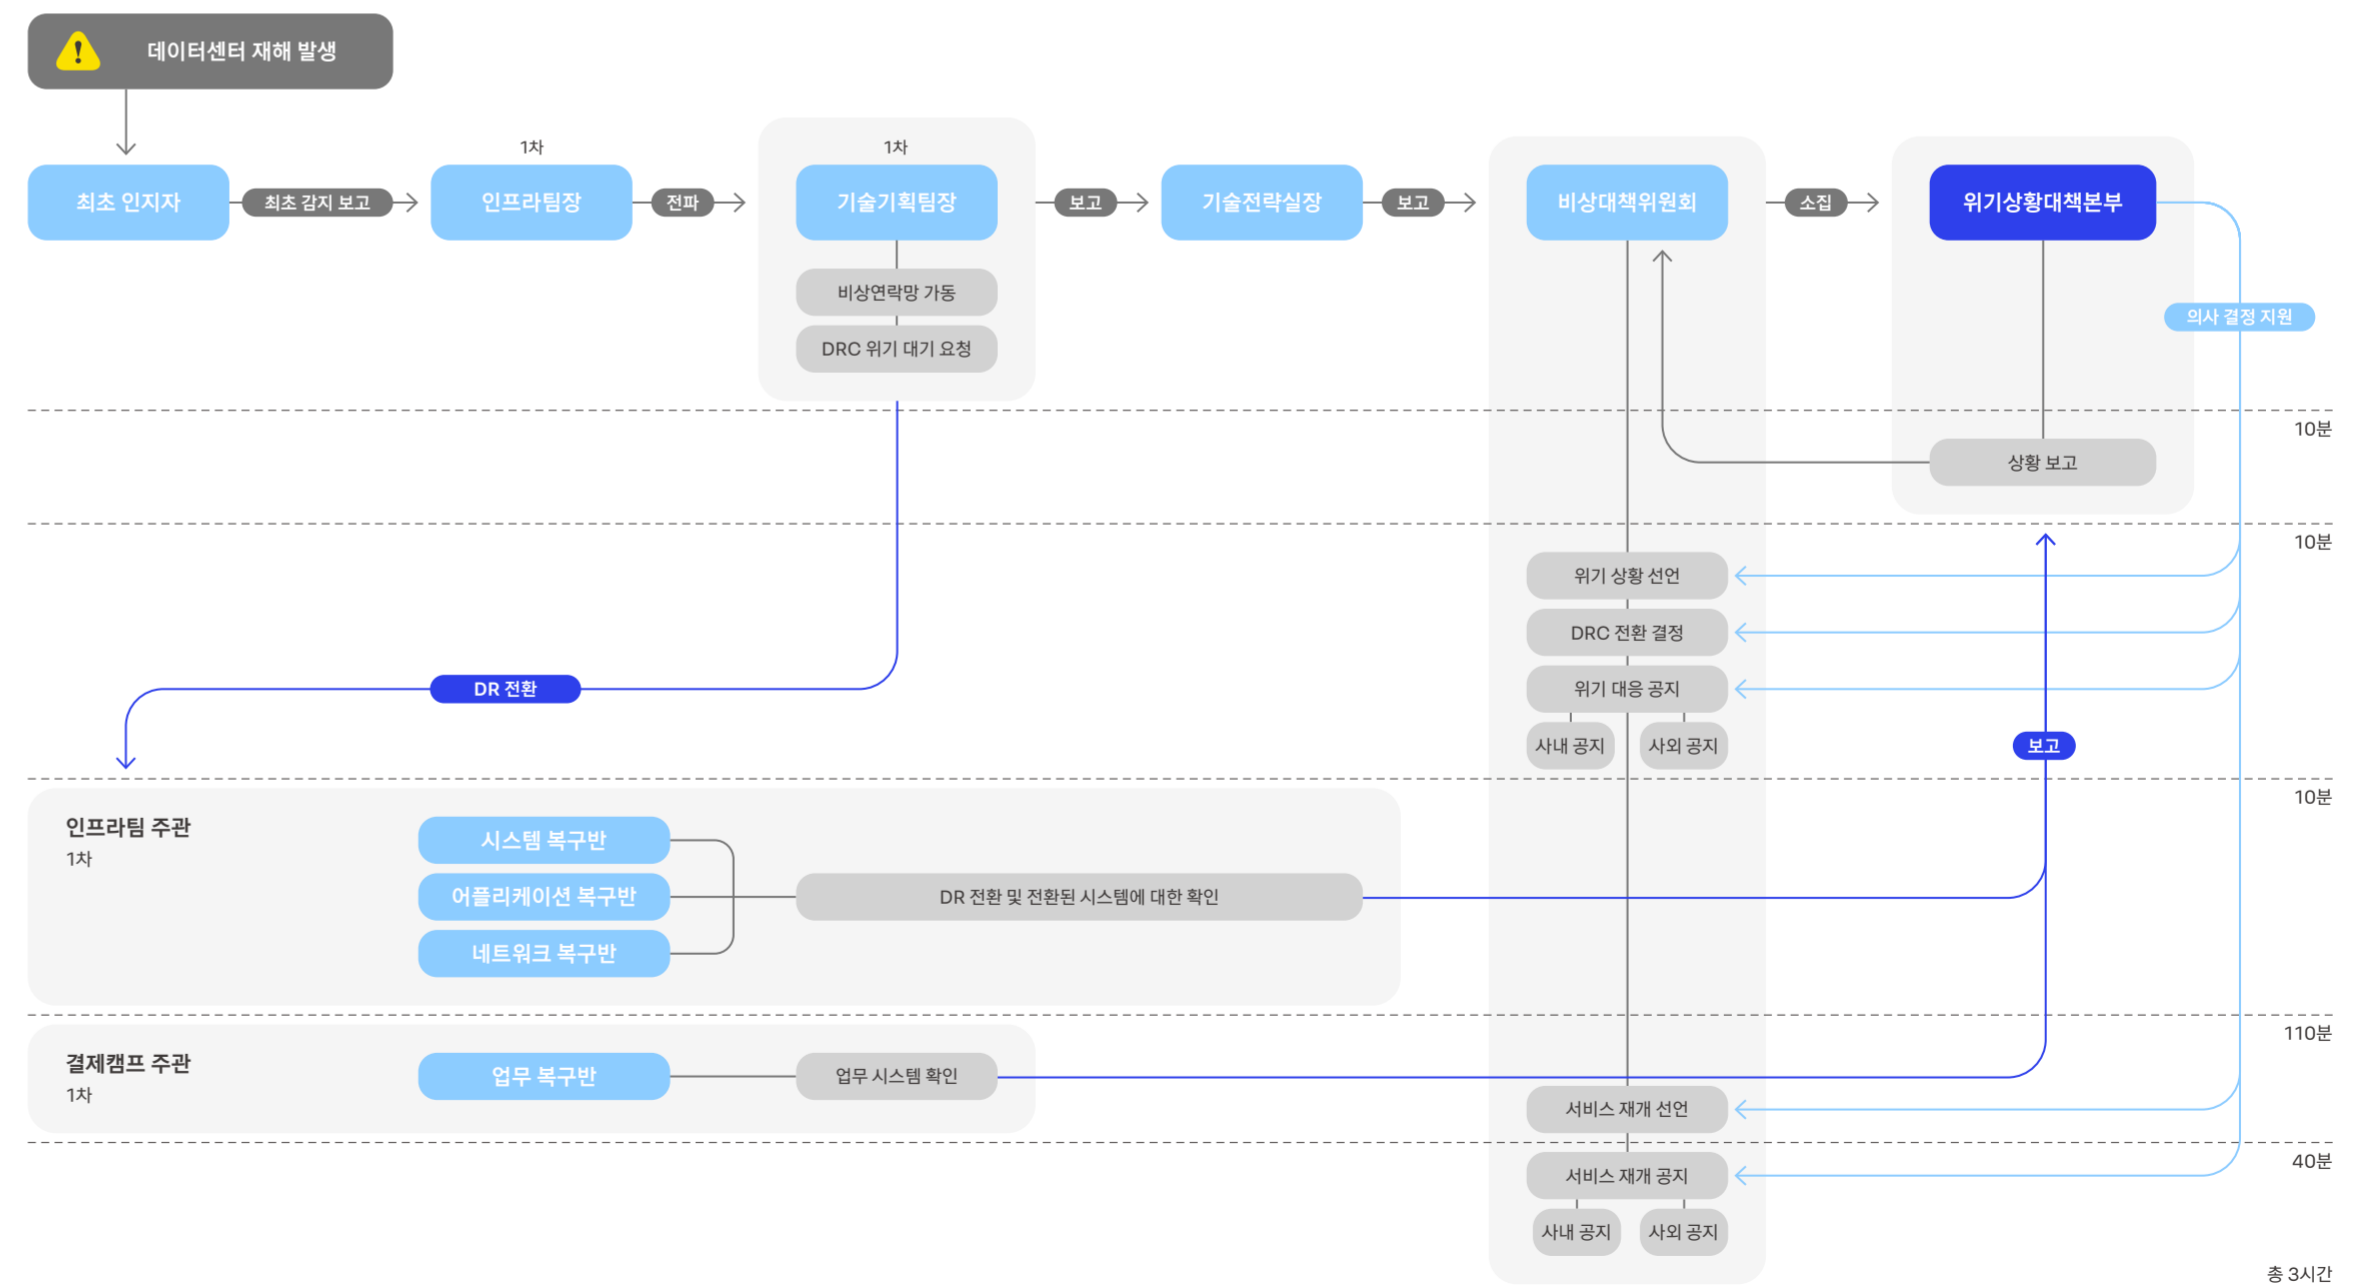 데이터센터 재해 발생
1차
1차
최초 인지자
최초 감지 보고
인프라팀장
전파
기술기획팀장
보고
기술전략실장
보고
비상대책위원회
소집
위기상황대책본부
비상연락망 가동
의사 결정 지원
DRC 위기 대기 요청
10분
상황 보고
10분
위기 상황 선언
DRC 전환 결정
DR 전환
위기 대응 공지
사내 공지
사외 공지
보고
10분
인프라팀 주관
1차
시스템 복구반
어플리케이션 복구반
네트워크 복구반
DR 전환 및 전환된 시스템에 대한 확인
110분
결제캠프 주관
1차
업무 복구반
업무 시스템 확인
서비스 재개 선언
40분
서비스 재개 공지
사내 공지
사외 공지
총 3시간